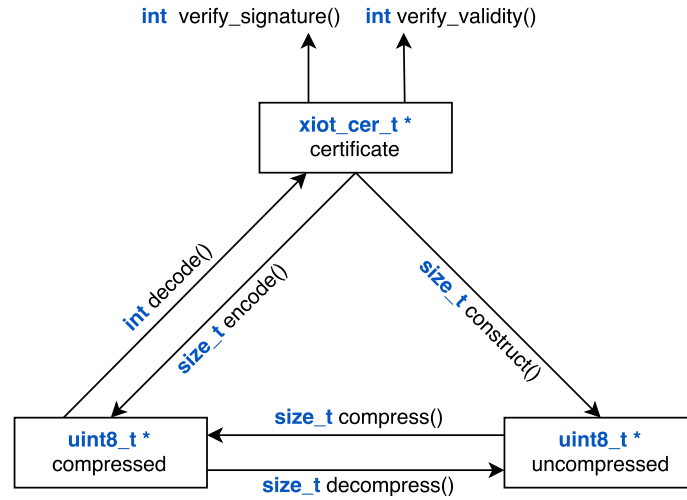 int verify_signature() int verify_validity()
xiot_cer_t *
certificate
int decode()
size_t encode()
size_t construct()
size_t compress()
uint8_t *
compressed
uint8_t *
uncompressed
size_t decompress()